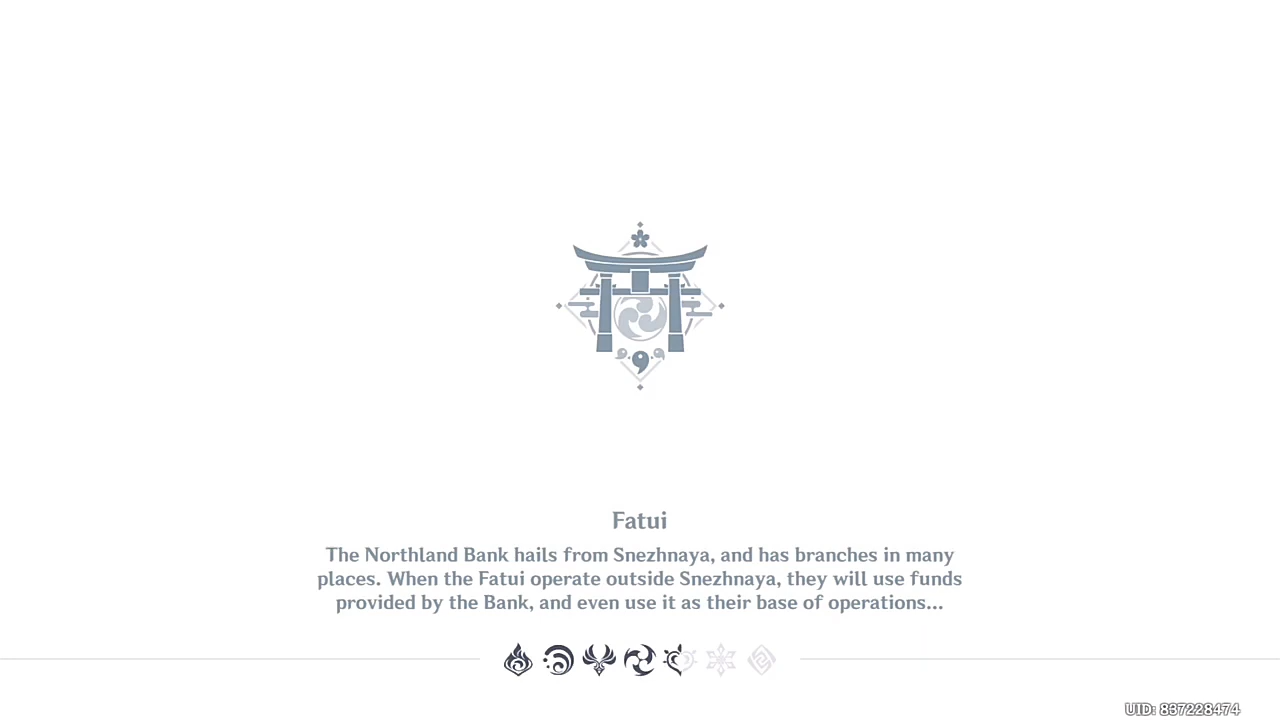 Fatui
The Northland Bank hails from Snezhnaya, and has branches in many
places. When the Fatui operate outside Snezhnaya, they will use funds
provided by the Bank, and even use it as their base of operations...
UID: 837228474